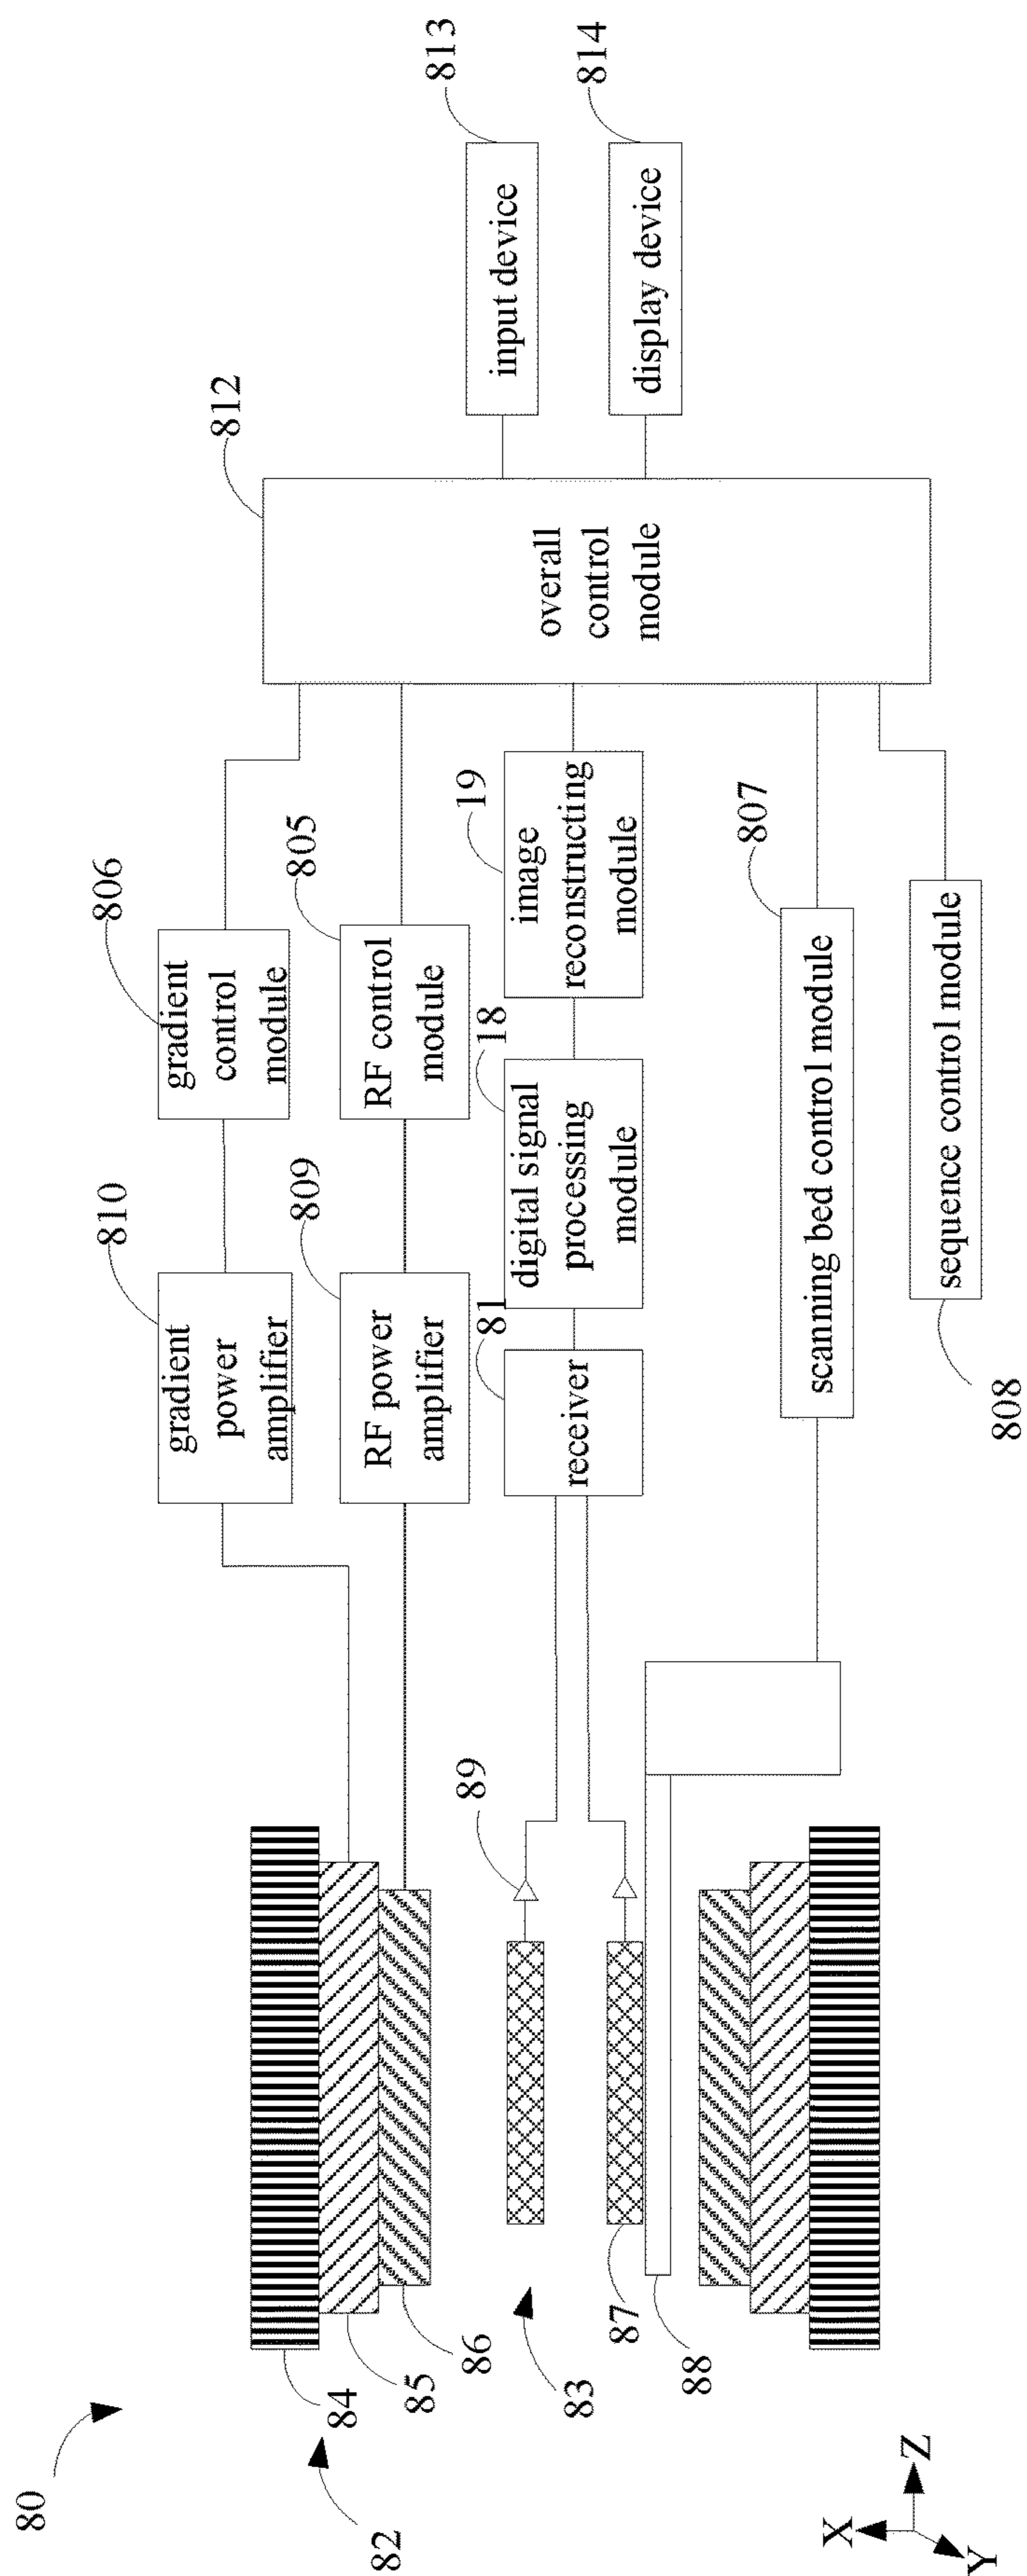 80
82
84
85
86
83
87
88
89
810
gradient
power
amplifier
806
gradient
control
module
809
RF power
amplifier
805
RF control
module
81
receiver
18
digital signal
processing
module
19
image
reconstructing
module
807
scanning bed control module
808
sequence control module
812
overall
control
module
813
input device
814
display device
X
Y
Z